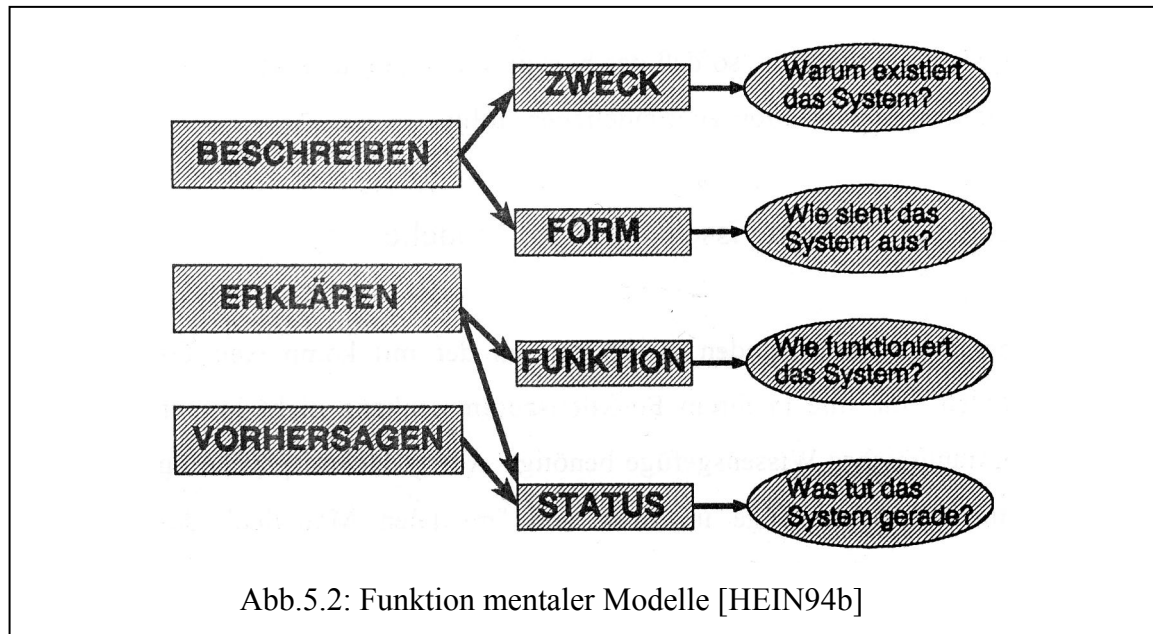 ZWECK
Warum existiert
das System?
BESCHREIBEN
FORM
Wie sieht das
System aus?
ERKLÄREN
FUNKTION
Wie funktioniert
das System?
VORHERSAGEN
STATUS
Was tut das
System gerade?
Abb.5.2: Funktion mentaler Modelle [HEIN94b]